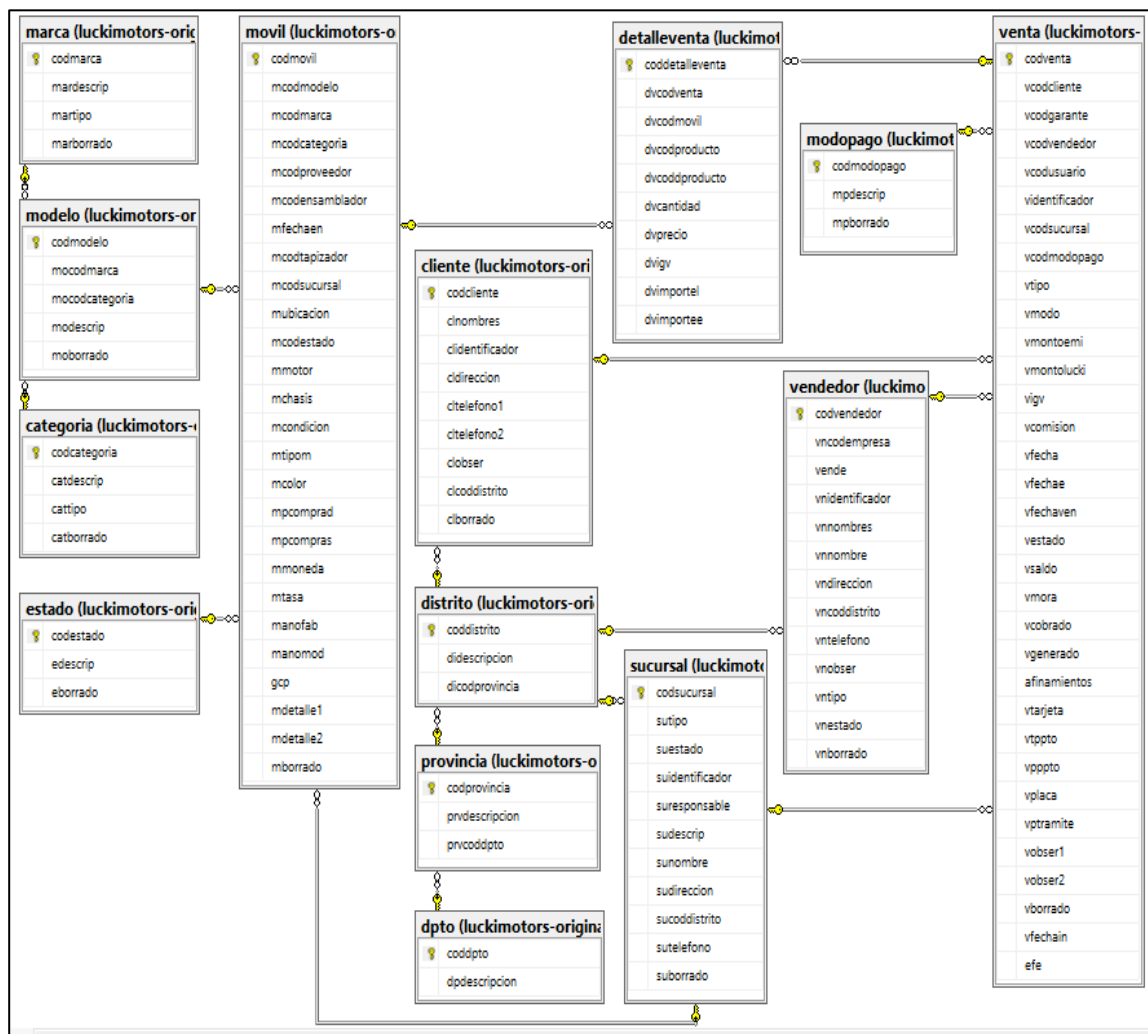 marca (luckimotors-orig
codmarca
mardescrip
martipo
marborrado
modelo (luckimotors-or
codmodelo
mocodmarca
mocodcategoria
modescrip
moborrado
categoria (luckimotors-
codcategoria
catdescrip
cattipo
catborrado
estado (luckimotors-orig
codestado
edescrip
eborrado
movil (luckimotors-o
codmovil
mcodmodelo
mcodmarca
mcodcategoria
mcodproveedor
mcodensamblador
mfechaen
mcodtapizador
mcodsucursal
mubicacion
mcodestado
mmotor
mchasis
mcondicion
mtipom
mcolor
mpcomprad
mpcompras
mmoneda
mtasa
manofab
manomod
gcp
mdetalle1
mdetalle2
mborrado
cliente (luckimotors-ori
codcliente
clnombres
clidentificador
cldireccion
cltelefono1
cltelefono2
clobser
clcoddistrito
clborrado
distrito (luckimotors-orig
coddistrito
didescripcion
dicodprovincia
provincia (luckimotors-o
codprovincia
prvdescripcion
prvcoddpto
dpto (luckimotors-origina
coddpto
dpdescripcion
detalleventa (luckimot
coddetalleventa
dvcodventa
dvcodmovil
dvcodproducto
dvcoddproducto
dvcantidad
dvprecio
dvigv
dvimportel
dvimportee
modopago (luckimot
codmodopago
mpdescrip
mpborrado
vendedor (luckimo
codvendedor
vncodempresa
vende
vnidentificador
vnnombres
vnnombre
vndireccion
vncoddistrito
vntelefono
vnobser
vntipo
vnestado
vnborrado
sucursal (luckimoto
codsucursal
sutipo
suestado
suidentificador
suresponsable
sudescrip
sunombre
sudireccion
sucoddistrito
sutelefono
suborrado
venta (luckimotors-
codventa
vcodcliente
vcodgarante
vcodvendedor
vcodusuario
videntificador
vcodsucursal
vcodmodopago
vtipo
vmodo
vmontoemi
vmontolucki
vigv
vcomision
vfecha
vfechae
vfechaven
vestado
vsaldo
vmora
vcobrado
vgenerado
afinamientos
vtarjeta
vtppto
vpppto
vplaca
vptramite
vobser1
vobser2
vborrado
vfechain
efe